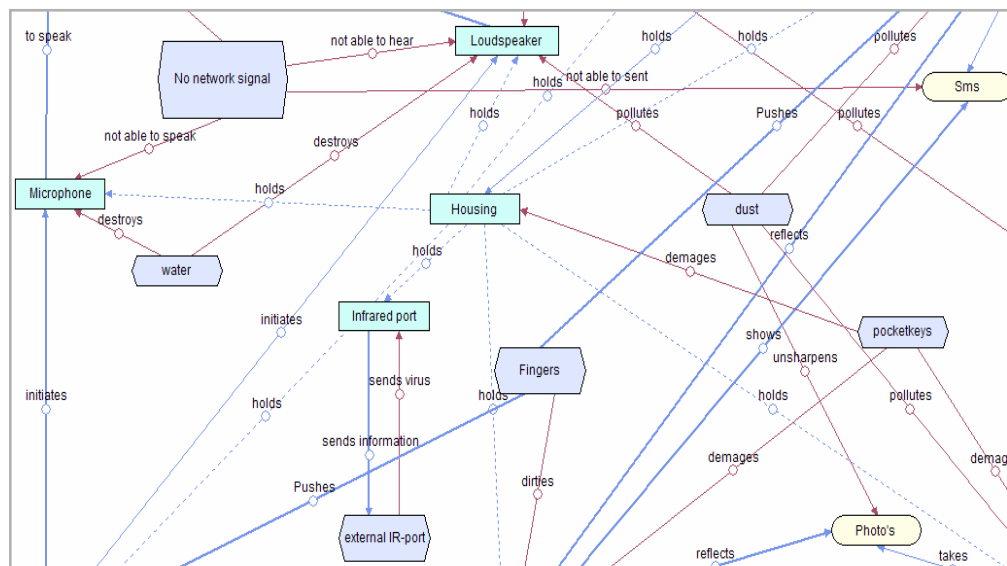 to speak
not able to hear
Loudspeaker
holds
holds
pollutes
No network signal
holds
not able to sent
Sms
not able to speak
destroys
holds
pollutes
Pushes
pollutes
Microphone
holds
Housing
dust
destroys
reflects
water
holds
demages
Infrared port
initiates
shows
pocketkeys
unsharpens
Fingers
sends virus
initiates
holds
holds
holds
pollutes
sends information
demages
demag
Pushes
dirties
external IR-port
Photo's
reflects
takes